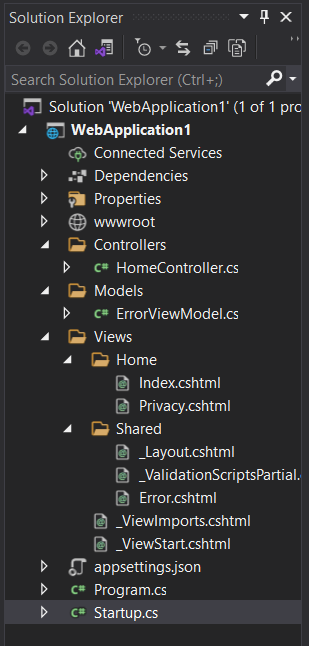 Solution Explorer
Search Solution Explorer (Ctrl+;)
Solution 'WebApplication1' (1 of 1 pro
WebApplication1
Connected Services
Dependencies
Properties
wwwroot
Controllers
C# HomeController.cs
Models
C# ErrorViewModel.cs
Views
Home
Index.cshtml
Privacy.cshtml
Shared
_Layout.cshtml
_ValidationScriptsPartial.
Error.cshtml
_ViewImports.cshtml
_ViewStart.cshtml
appsettings.json
C# Program.cs
C# Startup.cs